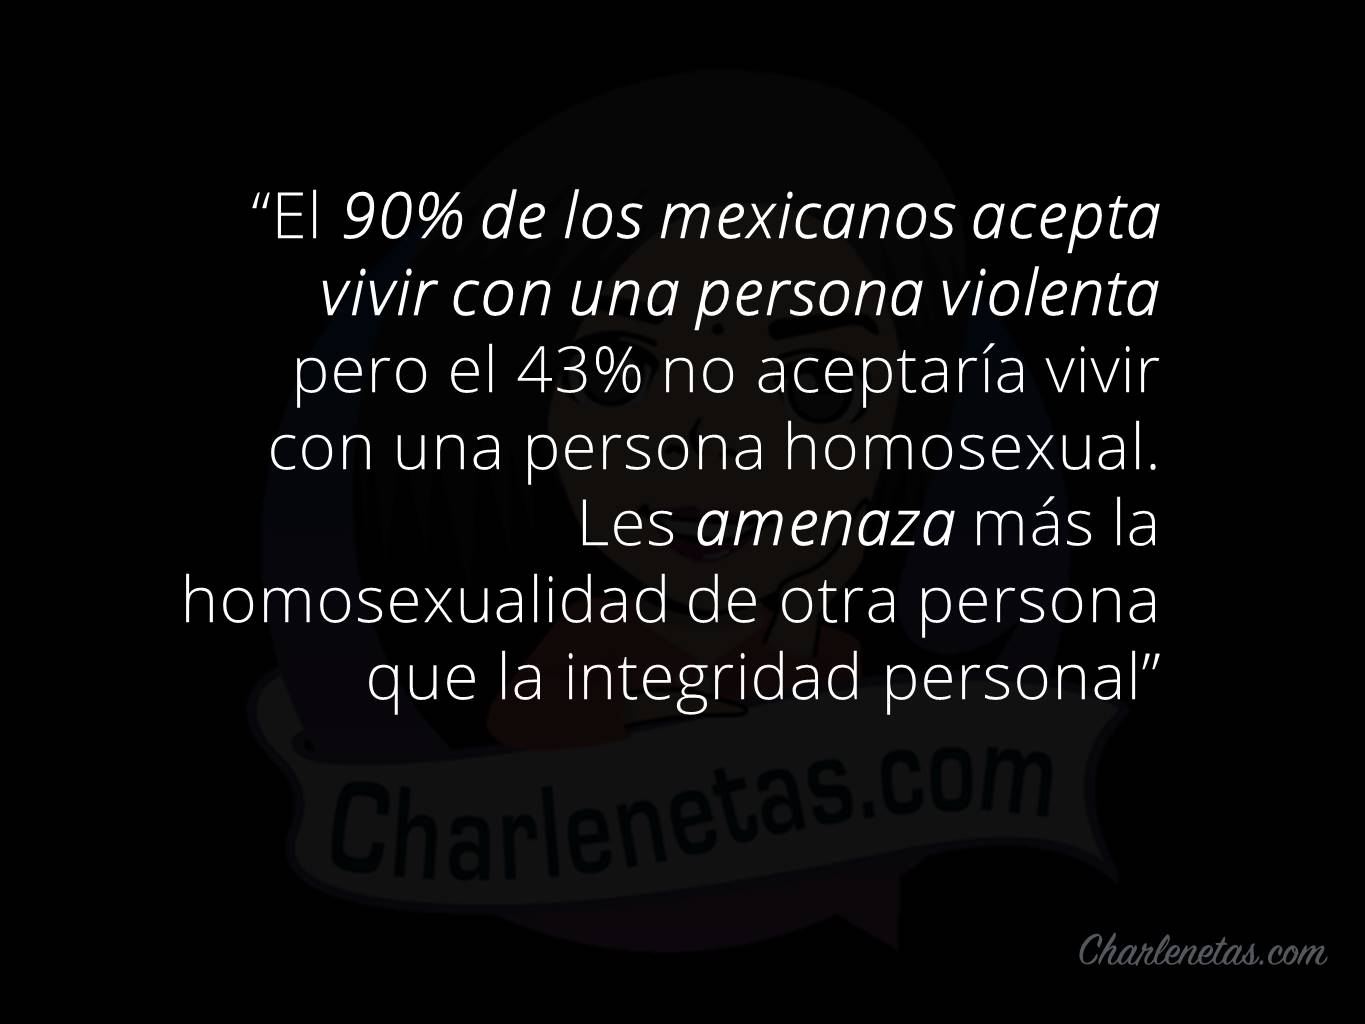 “El 90% de los mexicanos acepta
vivir con una persona violenta
pero el 43% no aceptaría vivir
con una persona homosexual.
Les amenaza más la
homosexualidad de otra persona
que la integridad personal”
Charlenetas.com
Charlenetas.com